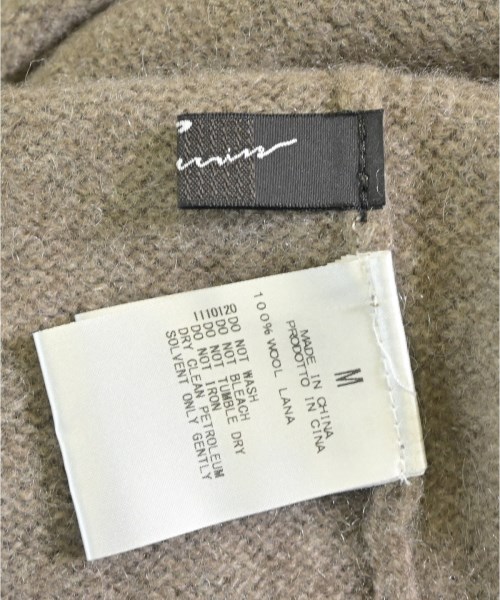 M
MADE IN CHINA
PRODOTTO IN CINA
100% WOOL LANA
DO NOT WASH
DO NOT BLEACH
DO NOT TUMBLE DRY
DO NOT IRON
DRY CLEAN PETROLEUM
SOLVENT ONLY GENTLY